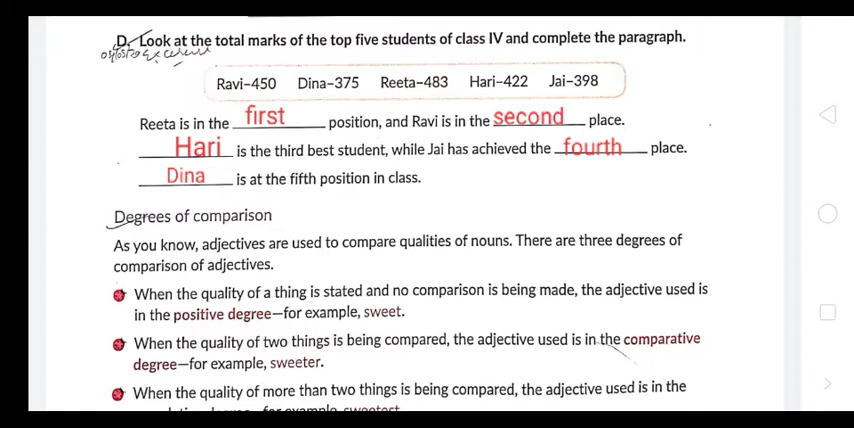 D. Look at the total marks of the top five students of class IV and complete the paragraph.
Ravi–450 Dina–375 Reeta–483 Hari–422 Jai–398
Reeta is in the first position, and Ravi is in the second place.
Hari is the third best student, while Jai has achieved the fourth place.
Dina is at the fifth position in class.
Degrees of comparison
As you know, adjectives are used to compare qualities of nouns. There are three degrees of
comparison of adjectives.
When the quality of a thing is stated and no comparison is being made, the adjective used is
in the positive degree—for example, sweet.
When the quality of two things is being compared, the adjective used is in the comparative
degree—for example, sweeter.
When the quality of more than two things is being compared, the adjective used is in the